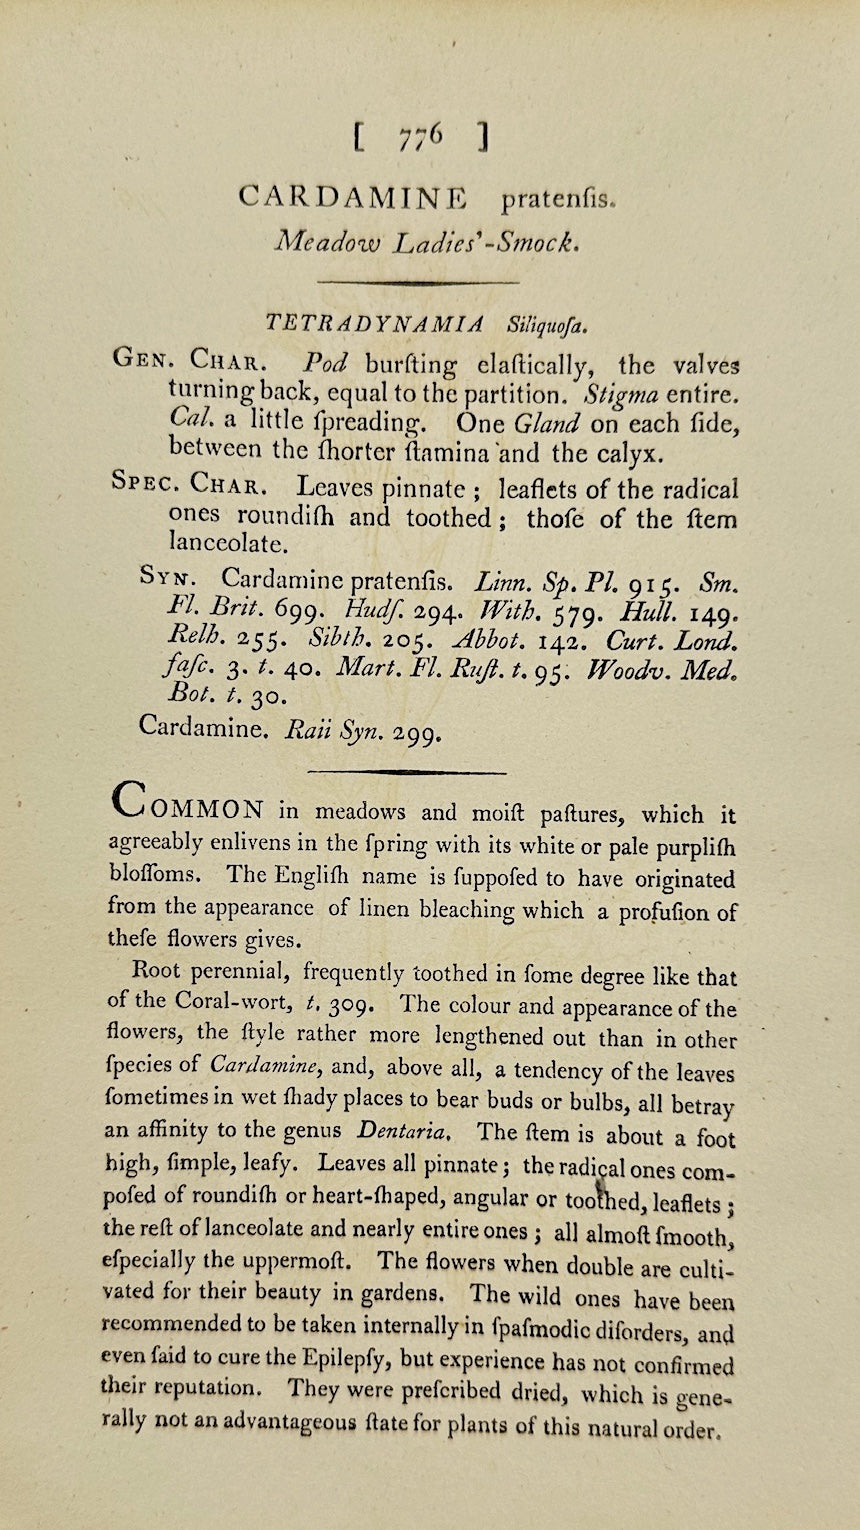 [ 776 ]
CARDAMINE pratenſis.
Meadow Ladies'-Smock.
TETRADYNAMIA Siliquoſa.
GEN. CHAR. Pod burſting elaſtically, the valves
turning back, equal to the partition. Stigma entire.
Cal. a little ſpreading. One Gland on each ſide,
between the ſhorter ſtamina and the calyx.
SPEC. CHAR. Leaves pinnate ; leaflets of the radical
ones roundiſh and toothed ; thoſe of the ſtem
lanceolate.
SYN. Cardamine pratenſis. Linn. Sp. Pl. 915. Sm.
Fl. Brit. 699. Hudſ. 294. With. 579. Hull. 149.
Relh. 255. Sibth. 205. Abbot. 142. Curt. Lond.
faſc. 3. t. 40. Mart. Fl. Ruſt. t. 95. Woodv. Med.
Bot. t. 30.
Cardamine. Raii Syn. 299.
COMMON in meadows and moiſt paſtures, which it
agreeably enlivens in the ſpring with its white or pale purpliſh
bloſſoms. The Engliſh name is ſuppoſed to have originated
from the appearance of linen bleaching which a profuſion of
theſe flowers gives.
Root perennial, frequently toothed in ſome degree like that
of the Coral-wort, t. 309. The colour and appearance of the
flowers, the ſtyle rather more lengthened out than in other
ſpecies of Cardamine, and, above all, a tendency of the leaves
ſometimes in wet ſhady places to bear buds or bulbs, all betray
an affinity to the genus Dentaria. The ſtem is about a foot
high, ſimple, leafy. Leaves all pinnate ; the radical ones com-
poſed of roundiſh or heart-ſhaped, angular or toothed, leaflets ;
the reſt of lanceolate and nearly entire ones ; all almoſt ſmooth,
eſpecially the uppermoſt. The flowers when double are culti-
vated for their beauty in gardens. The wild ones have been
recommended to be taken internally in ſpaſmodic diſorders, and
even ſaid to cure the Epilepſy, but experience has not confirmed
their reputation. They were preſcribed dried, which is gene-
rally not an advantageous ſtate for plants of this natural order.